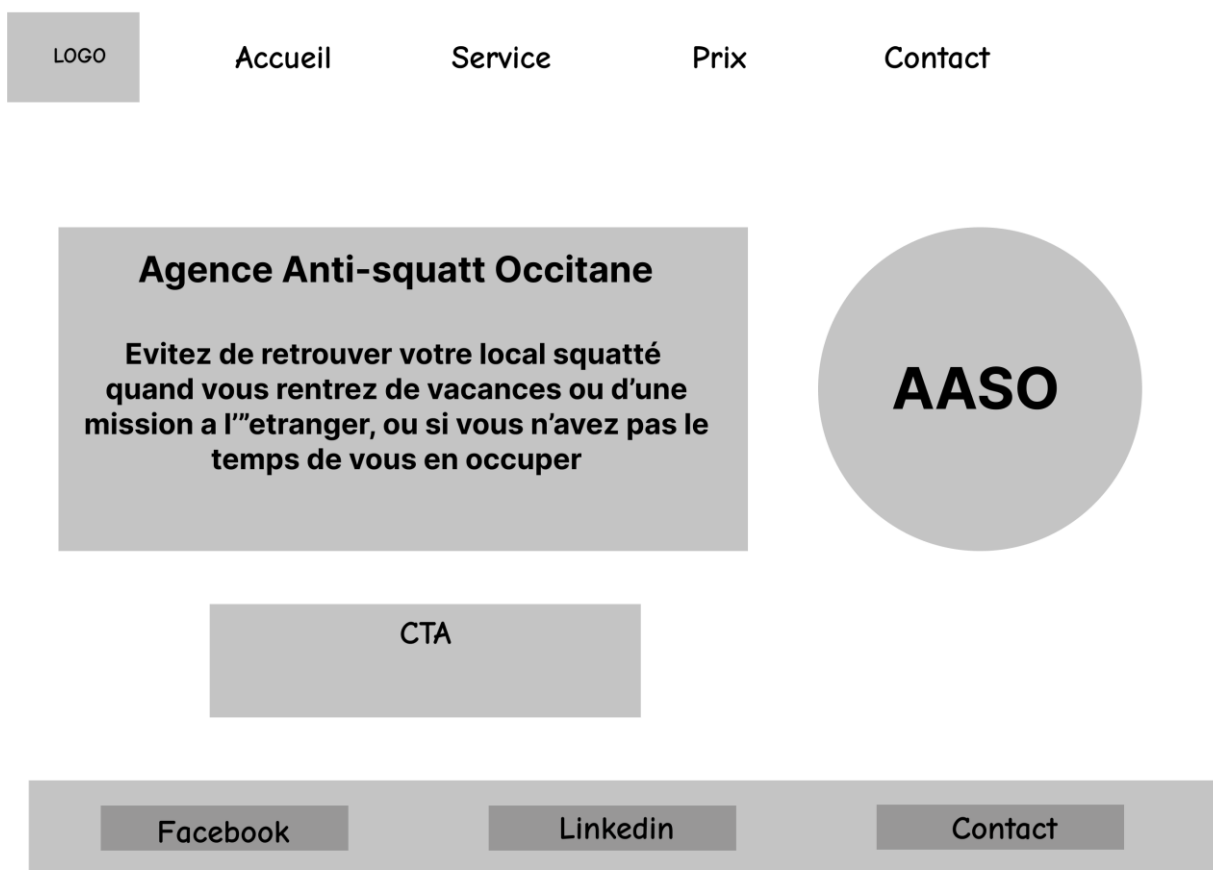 LOGO
Accueil
Service
Prix
Contact
Agence Anti-squatt Occitane
Evitez de retrouver votre local squatté
quand vous rentrez de vacances ou d’une
mission a l’”etranger, ou si vous n’avez pas le
temps de vous en occuper
AASO
CTA
Facebook
Linkedin
Contact